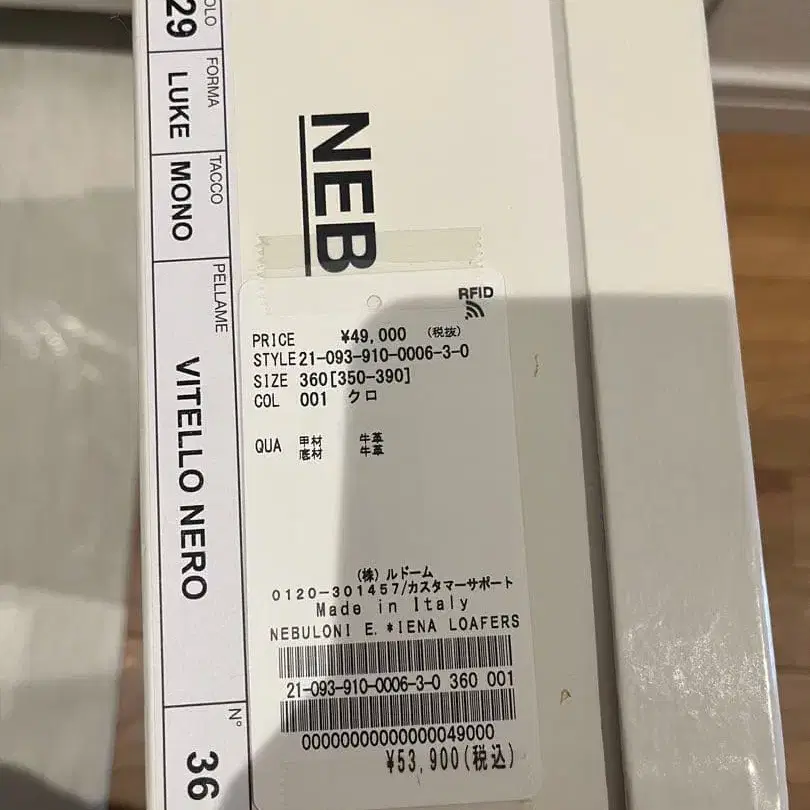 OLO
29
FORMA
LUKE
TACCO
MONO
PELLAME
VITELLO NERO
N°
36
NEB
RFID
PRICE ¥49,000 (税抜)
STYLE 21-093-910-0006-3-0
SIZE 360[350-390]
COL 001 クロ
QUA 甲材 牛革
底材 牛革
(株)ルドーム
0120-301457/カスタマーサポート
Made in Italy
NEBULONI E.*IENA LOAFERS
21-093-910-0006-3-0 360 001
00000000000000049000
¥53,900(税込)